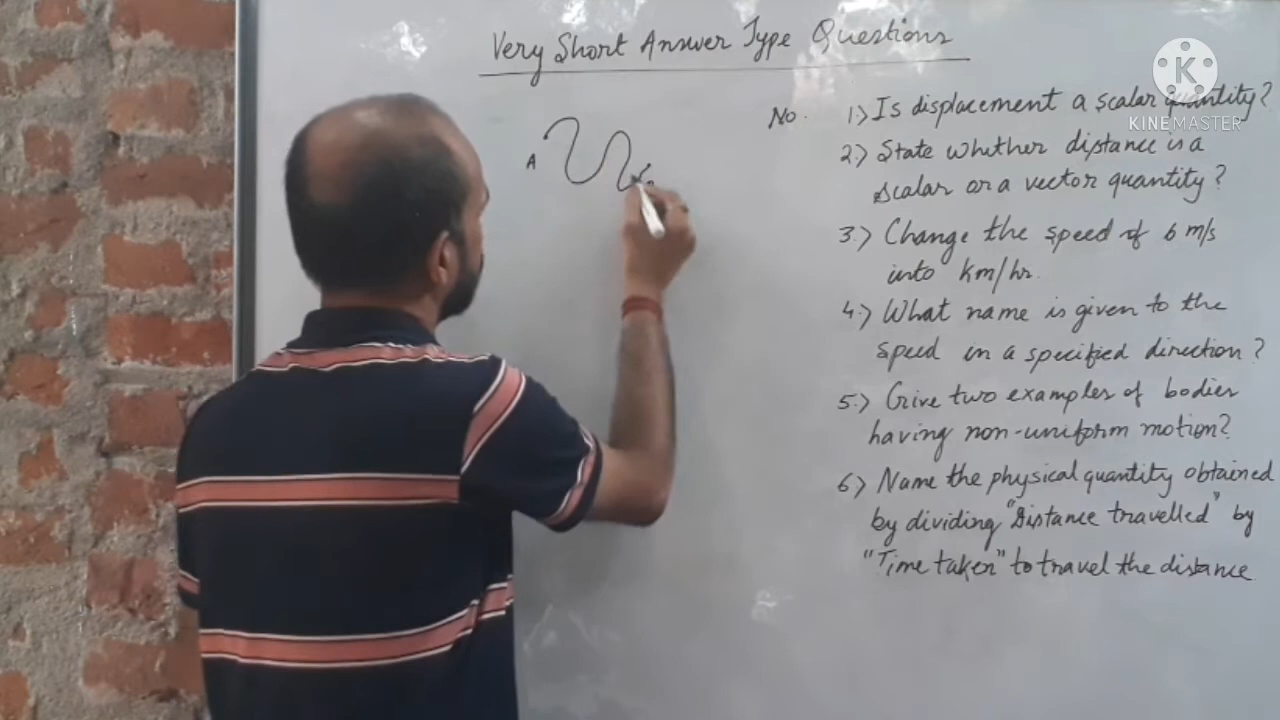 Very Short Answer Type Questions
No. 1.) Is displacement a scalar quantity?
2.) State whether distance is a
scalar or a vector quantity?
3.) Change the speed of 6 m/s
into km/hr.
4.) What name is given to the
speed in a specified direction?
5.) Give two examples of bodies
having non-uniform motion?
6.) Name the physical quantity obtained
by dividing "Distance travelled" by
"Time taken" to travel the distance
A
K
KINEMASTER